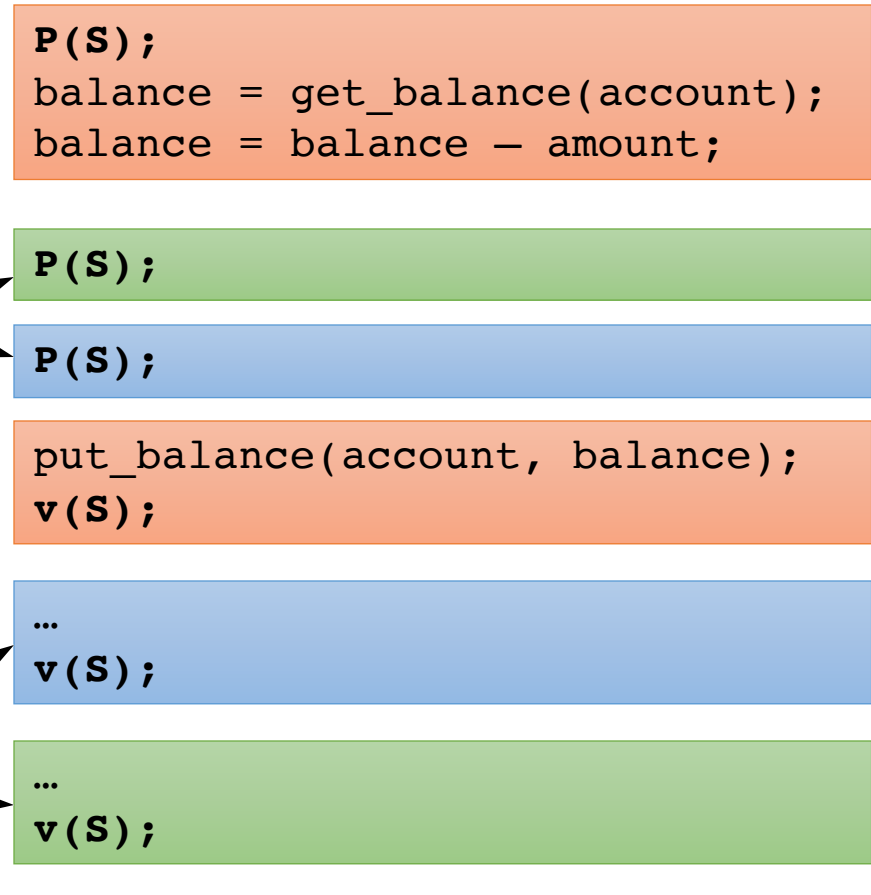 P(S);
balance = get_balance(account);
balance = balance – amount;
P(S);
P(S);
put_balance(account, balance);
v(S);
…
v(S);
…
v(S);